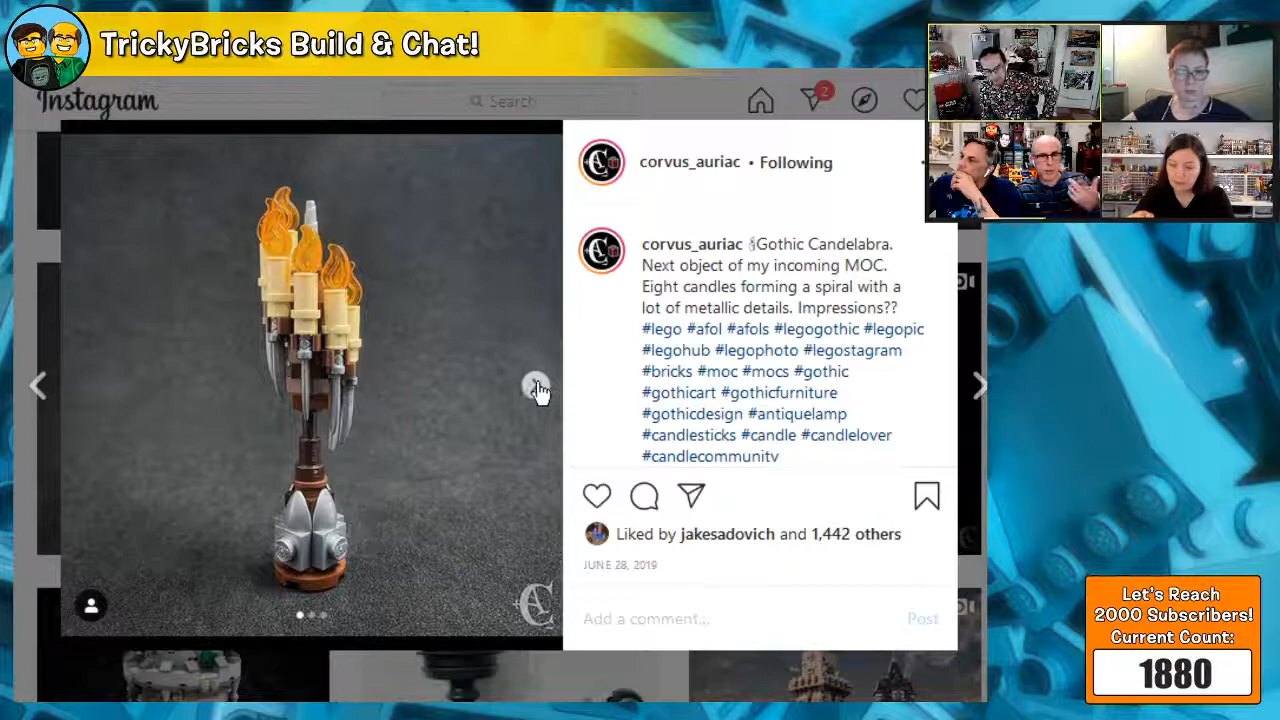 TrickyBricks Build & Chat!
Instagram
Search
2
corvus_auriac • Following
corvus_auriac 🕯Gothic Candelabra.
Next object of my incoming MOC.
Eight candles forming a spiral with a
lot of metallic details. Impressions??
#lego #afol #afols #legogothic #legopic
#legohub #legophoto #legostagram
#bricks #moc #mocs #gothic
#gothicart #gothicfurniture
#gothicdesign #antiquelamp
#candlesticks #candle #candlelover
#candlecommunity
Liked by jakesadovich and 1,442 others
JUNE 28, 2019
Add a comment...
Post
Let's Reach
2000 Subscribers!
Current Count:
1880